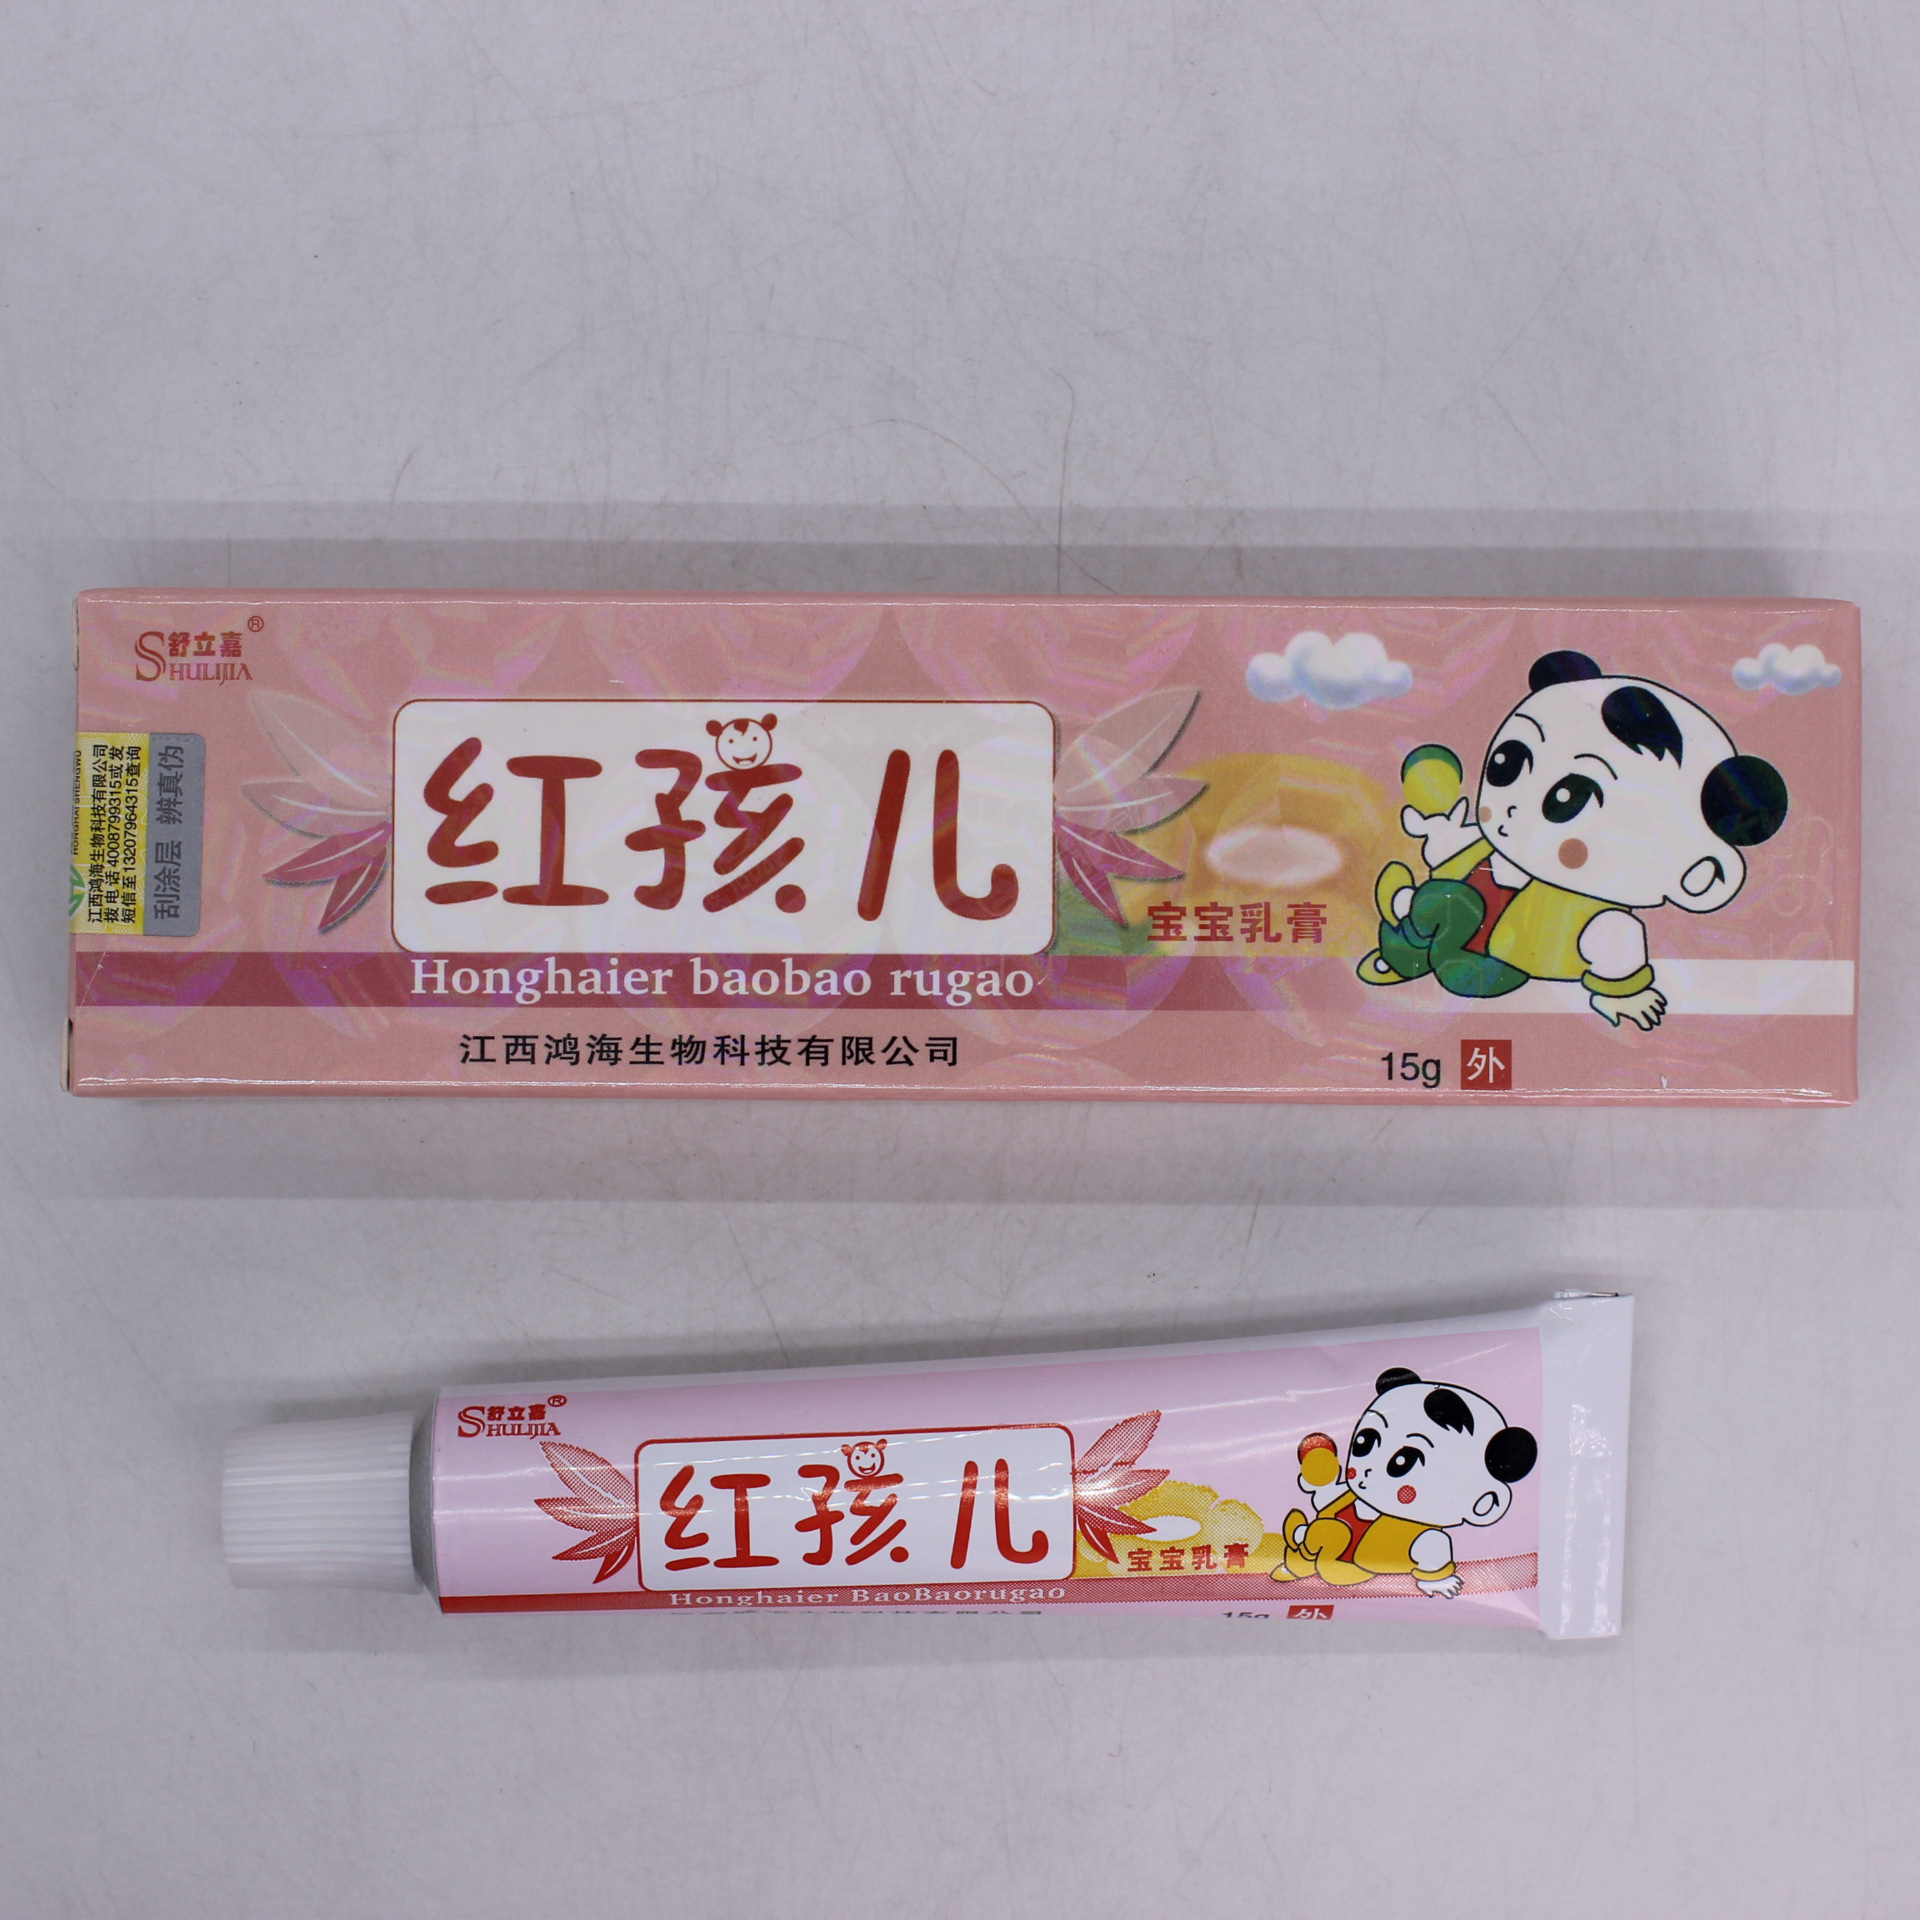 舒立嘉®
SHULIJIA
江西鸿海生物科技有限公司
拨电话4008799315或发
短信至13207964315查询
刮涂层 辨真伪
红孩儿
宝宝乳膏
Honghaier baobao rugao
江西鸿海生物科技有限公司
15g 外
舒立嘉®
SHULIJIA
红孩儿
宝宝乳膏
Honghaier BaoBaorugao
15g 外